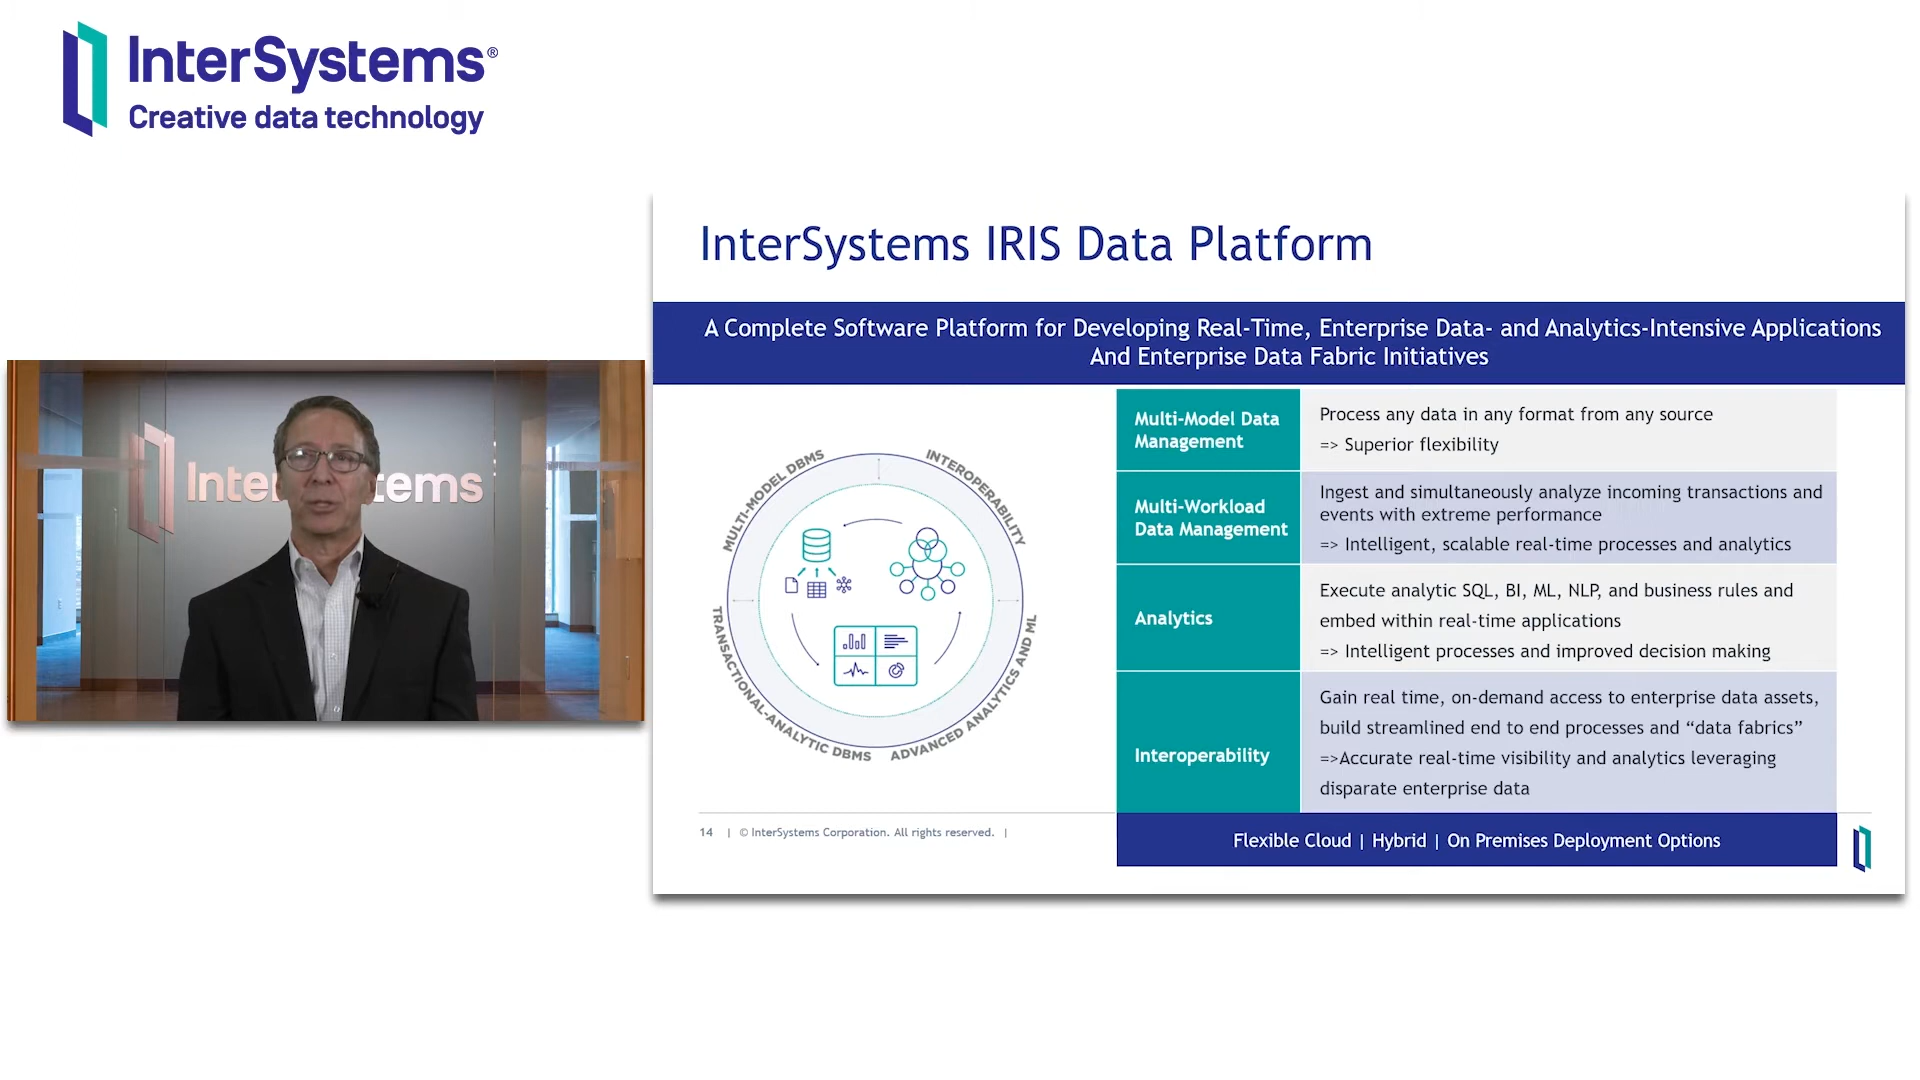 InterSystems®
Creative data technology
InterSystems IRIS Data Platform
A Complete Software Platform for Developing Real-Time, Enterprise Data- and Analytics-Intensive Applications
And Enterprise Data Fabric Initiatives
Inter
tems
MULTI-MODEL DBMS
INTEROPERABILITY
TRANSACTIONAL-ANALYTIC DBMS
ADVANCED ANALYTICS AND ML
Multi-Model Data
Management
Process any data in any format from any source
=> Superior flexibility
Multi-Workload
Data Management
Ingest and simultaneously analyze incoming transactions and
events with extreme performance
=> Intelligent, scalable real-time processes and analytics
Analytics
Execute analytic SQL, BI, ML, NLP, and business rules and
embed within real-time applications
=> Intelligent processes and improved decision making
Interoperability
Gain real time, on-demand access to enterprise data assets,
build streamlined end to end processes and “data fabrics”
=>Accurate real-time visibility and analytics leveraging
disparate enterprise data
14 | © InterSystems Corporation. All rights reserved. |
Flexible Cloud | Hybrid | On Premises Deployment Options